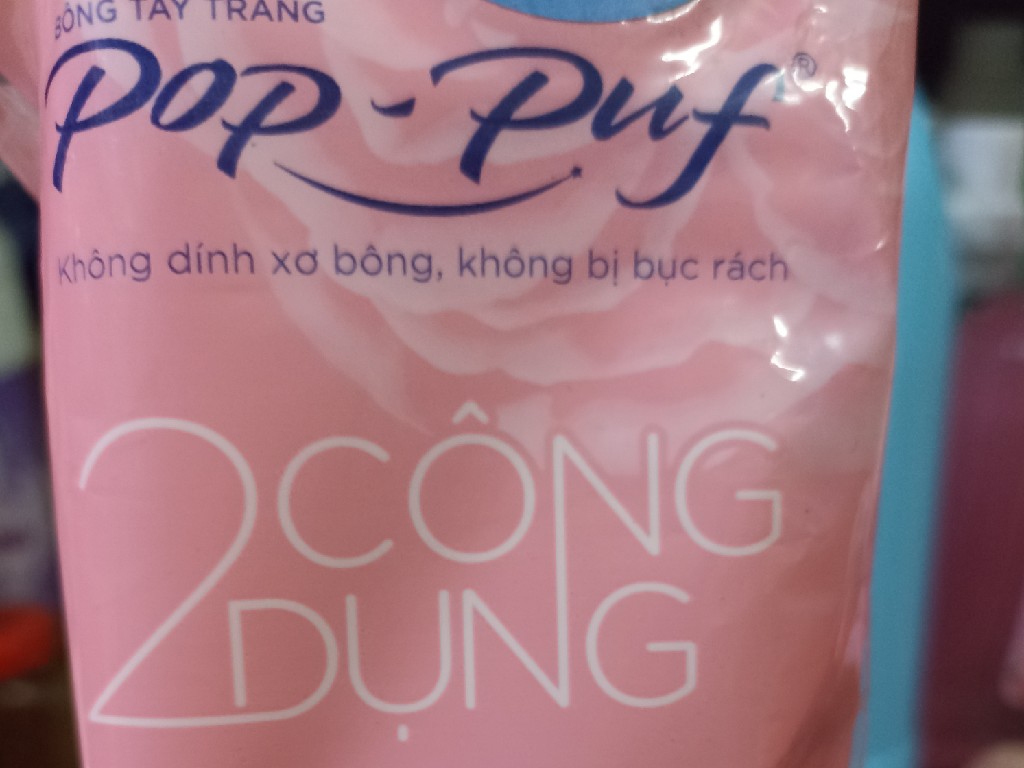 BÔNG TẨY TRANG
Pop-Puf®
Không dính xơ bông, không bị bục rách
2 CÔNG
DỤNG